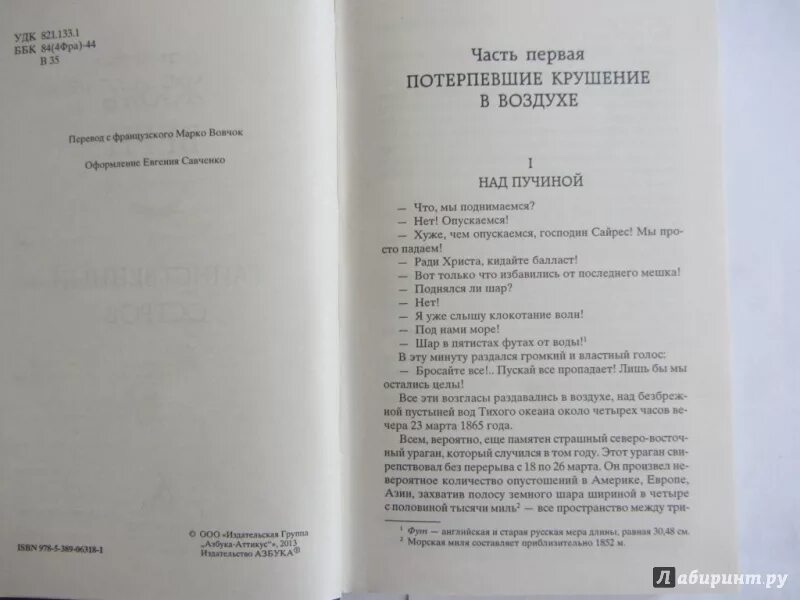 УДК 821.133.1
ББК 84(4Фра)-44
В 35
Перевод с французского Марко Вовчок
Оформление Евгения Савченко
© ООО «Издательская Группа
„Азбука-Аттикус“», 2013
Издательство АЗБУКА®
ISBN 978-5-389-06318-1
Часть первая
ПОТЕРПЕВШИЕ КРУШЕНИЕ
В ВОЗДУХЕ
I
НАД ПУЧИНОЙ
— Что, мы поднимаемся?
— Нет! Опускаемся!
— Хуже, чем опускаемся, господин Сайрес! Мы про-
сто падаем!
— Ради Христа, кидайте балласт!
— Вот только что избавились от последнего мешка!
— Поднялся ли шар?
— Нет!
— Я уже слышу клокотание волн!
— Под нами море!
— Шар в пятистах футах от воды!¹
В эту минуту раздался громкий и властный голос:
— Бросайте все!.. Пускай все пропадает! Лишь бы мы
остались целы!
Все эти возгласы раздавались в воздухе, над безбреж-
ной пустыней вод Тихого океана около четырех часов ве-
чера 23 марта 1865 года.
Всем, вероятно, еще памятен страшный северо-восточ-
ный ураган, который случился в том году. Этот ураган сви-
репствовал без перерыва с 18 по 26 марта. Он произвел не-
вероятное количество опустошений в Америке, Европе,
Азии, захватив полосу земного шара шириной в четыре
с половиной тысячи миль² — все пространство между три-
¹ Фут — английская и старая русская мера длины, равная 30,48 см.
² Морская миля составляет приблизительно 1852 м.
Лабиринт.ру